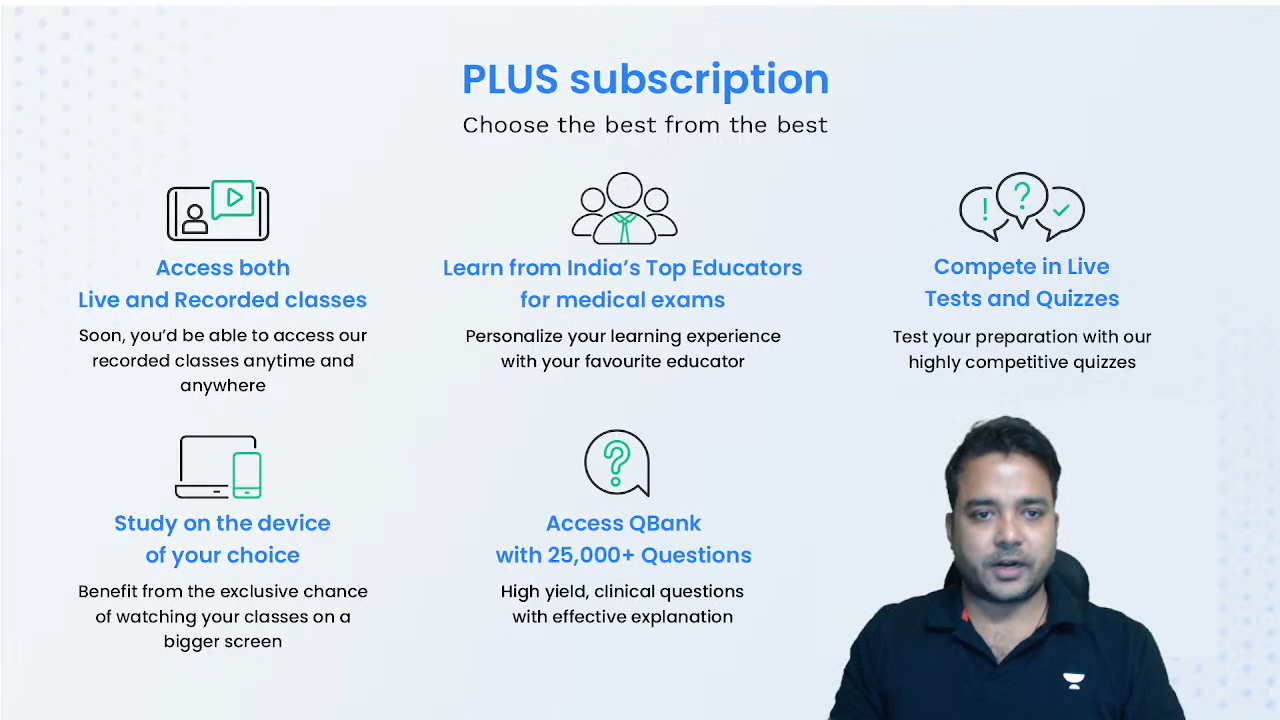 PLUS subscription
Choose the best from the best
Access both
Live and Recorded classes
Soon, you’d be able to access our
recorded classes anytime and
anywhere
Learn from India’s Top Educators
for medical exams
Personalize your learning experience
with your favourite educator
Compete in Live
Tests and Quizzes
Test your preparation with our
highly competitive quizzes
Study on the device
of your choice
Benefit from the exclusive chance
of watching your classes on a
bigger screen
Access QBank
with 25,000+ Questions
High yield, clinical questions
with effective explanation